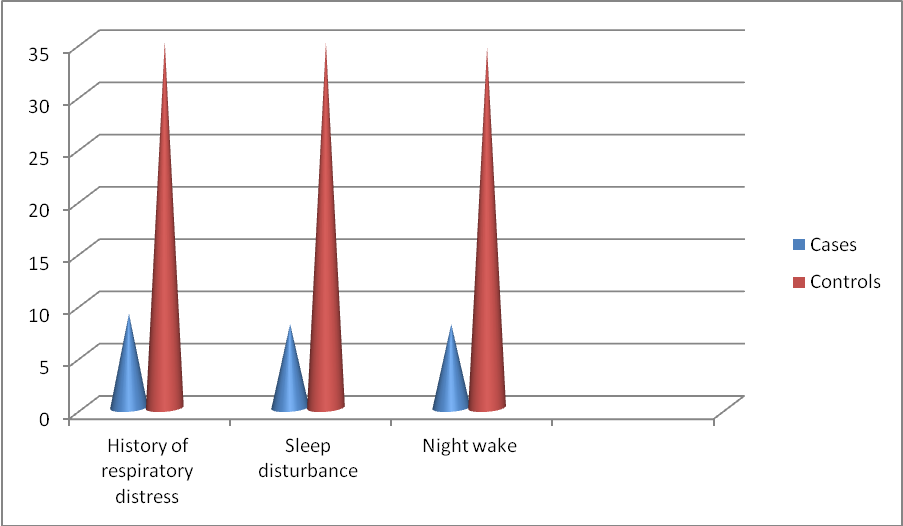 35
30
25
20
15
10
5
0
History of
respiratory
distress
Sleep
disturbance
Night wake
Cases
Controls